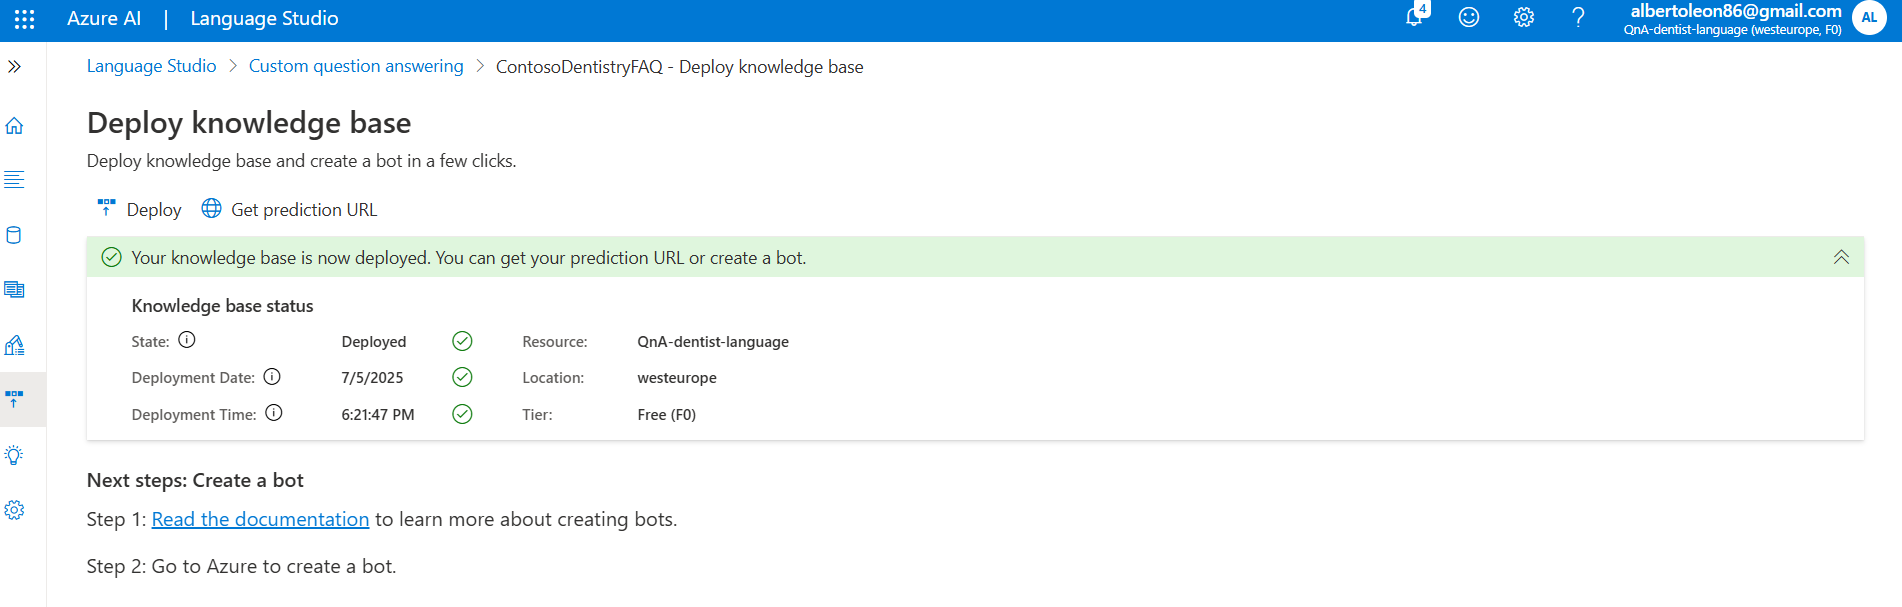 Azure AI | Language Studio
4
albertoleon86@gmail.com
QnA-dentist-language (westeurope, F0)
AL
Language Studio > Custom question answering > ContosoDentistryFAQ - Deploy knowledge base
Deploy knowledge base
Deploy knowledge base and create a bot in a few clicks.
Deploy Get prediction URL
Your knowledge base is now deployed. You can get your prediction URL or create a bot.
Knowledge base status
State: Deployed Resource: QnA-dentist-language
Deployment Date: 7/5/2025 Location: westeurope
Deployment Time: 6:21:47 PM Tier: Free (F0)
Next steps: Create a bot
Step 1: Read the documentation to learn more about creating bots.
Step 2: Go to Azure to create a bot.